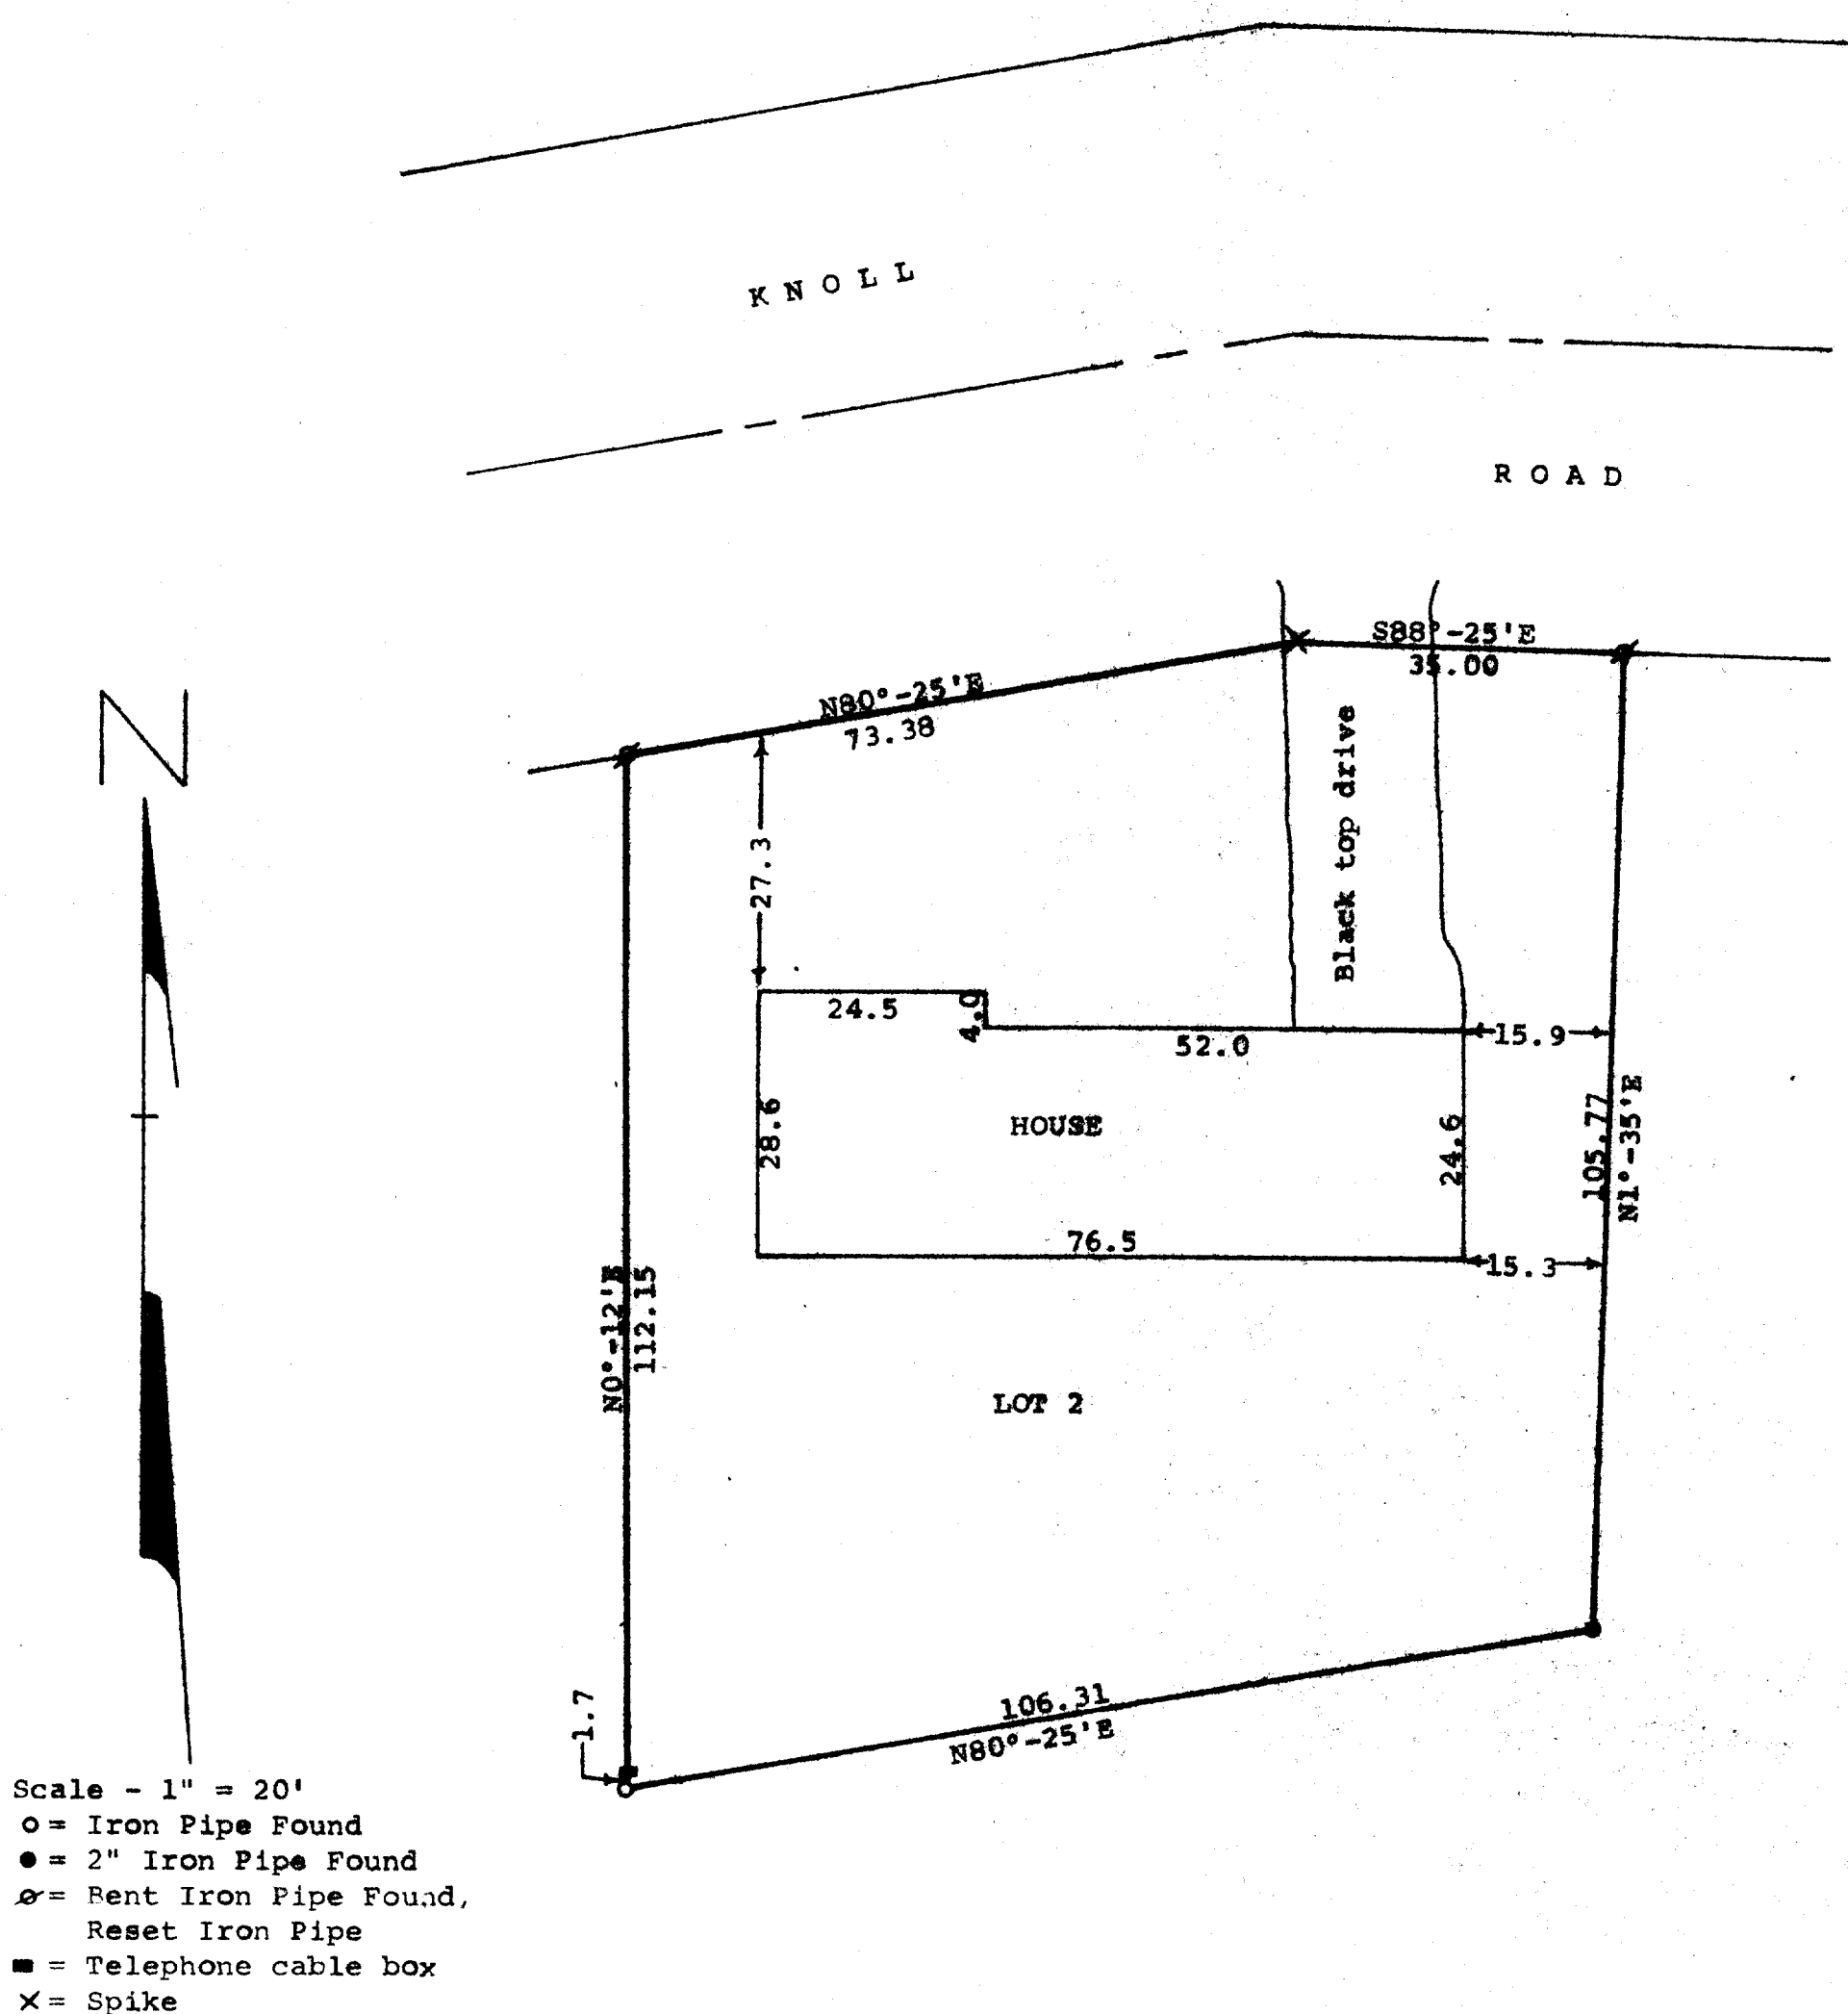 KNOLL
ROAD
S88°-25'E
35.00
N80°-25'E
73.38
N
Black top drive
27.3
24.5
4.0
52.0
15.9
28.6
HOUSE
24.6
105.77
N1°-35'E
76.5
15.3
N0°-12'E
112.15
LOT 2
1.7
106.31
N80°-25'E
Scale - 1" = 20'
= Iron Pipe Found
= 2" Iron Pipe Found
= Bent Iron Pipe Found,
Reset Iron Pipe
= Telephone cable box
= Spike